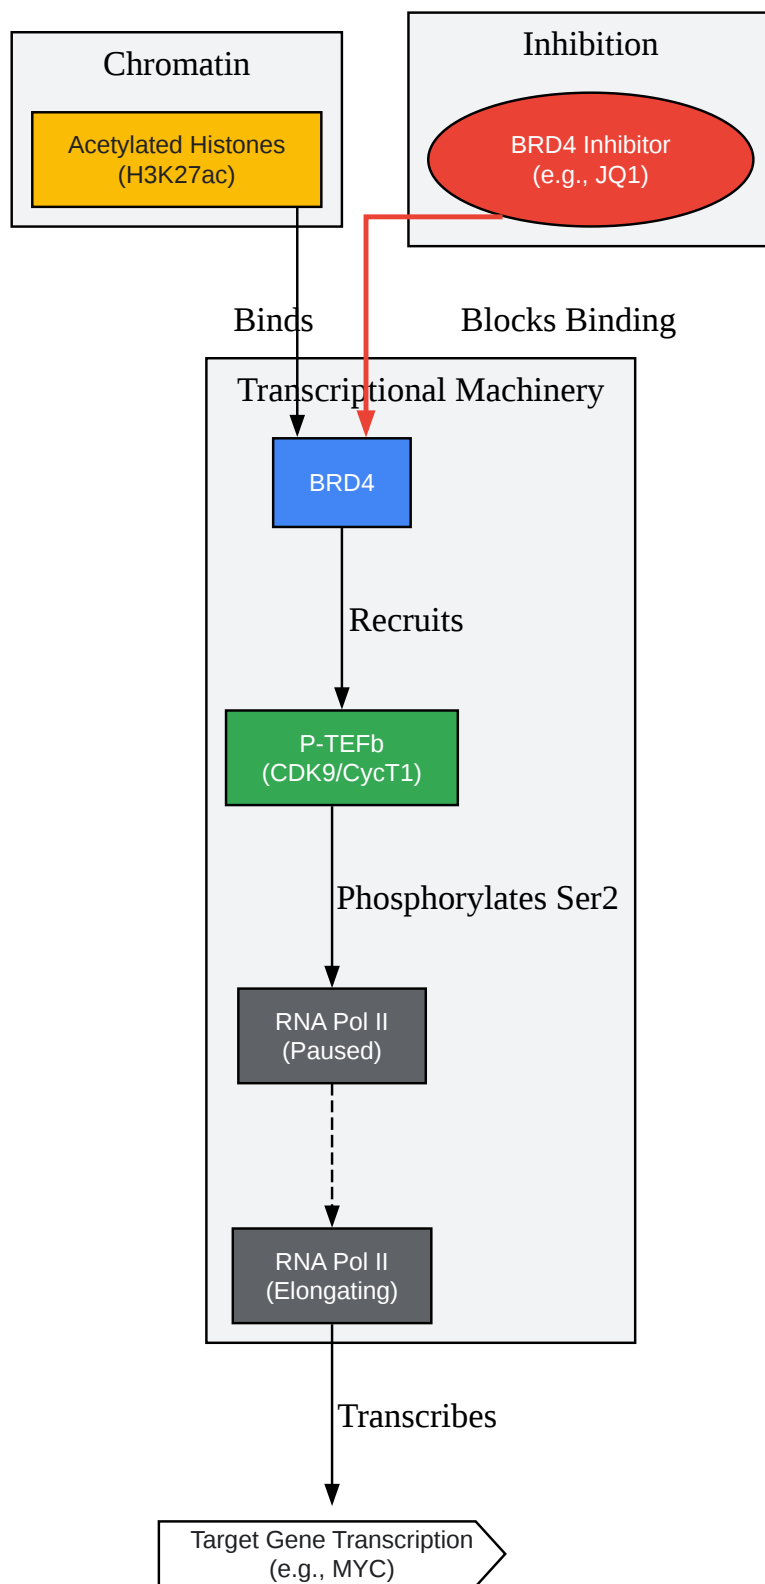 Chromatin
Inhibition
Acetylated Histones
(H3K27ac)
BRD4 Inhibitor
(e.g., JQ1)
Binds
Blocks Binding
Transcriptional Machinery
BRD4
Recruits
P-TEFb
(CDK9/CycT1)
Phosphorylates Ser2
RNA Pol II
(Paused)
RNA Pol II
(Elongating)
Transcribes
Target Gene Transcription
(e.g., MYC)